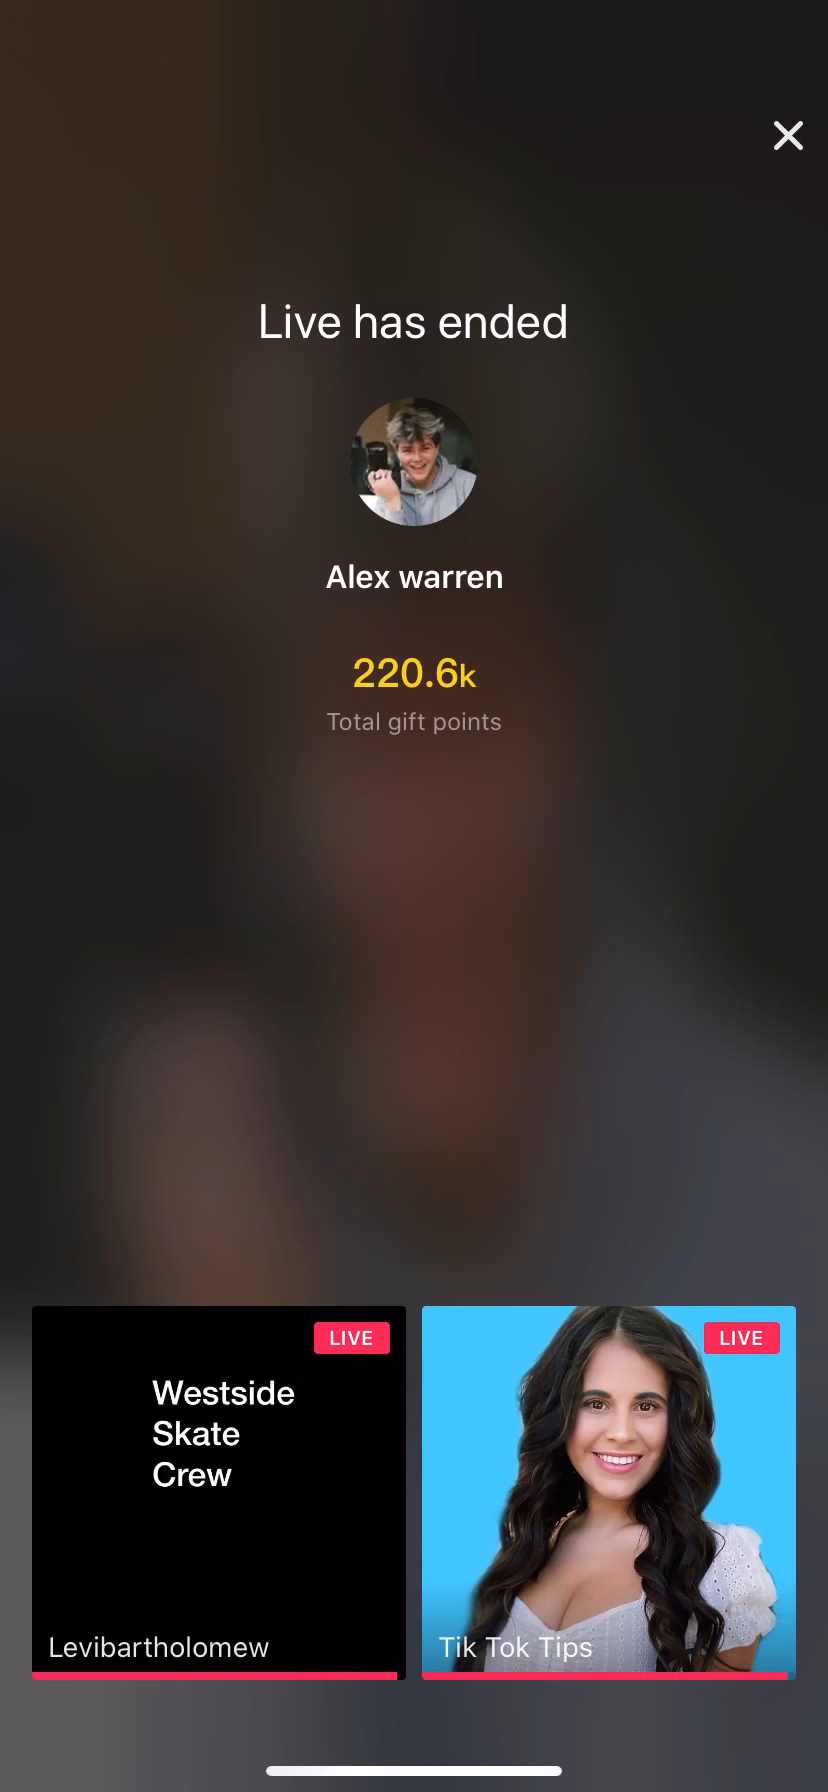 Live has ended
Alex warren
220.6k
Total gift points
LIVE
Westside
Skate
Crew
Levibartholomew
LIVE
Tik Tok Tips